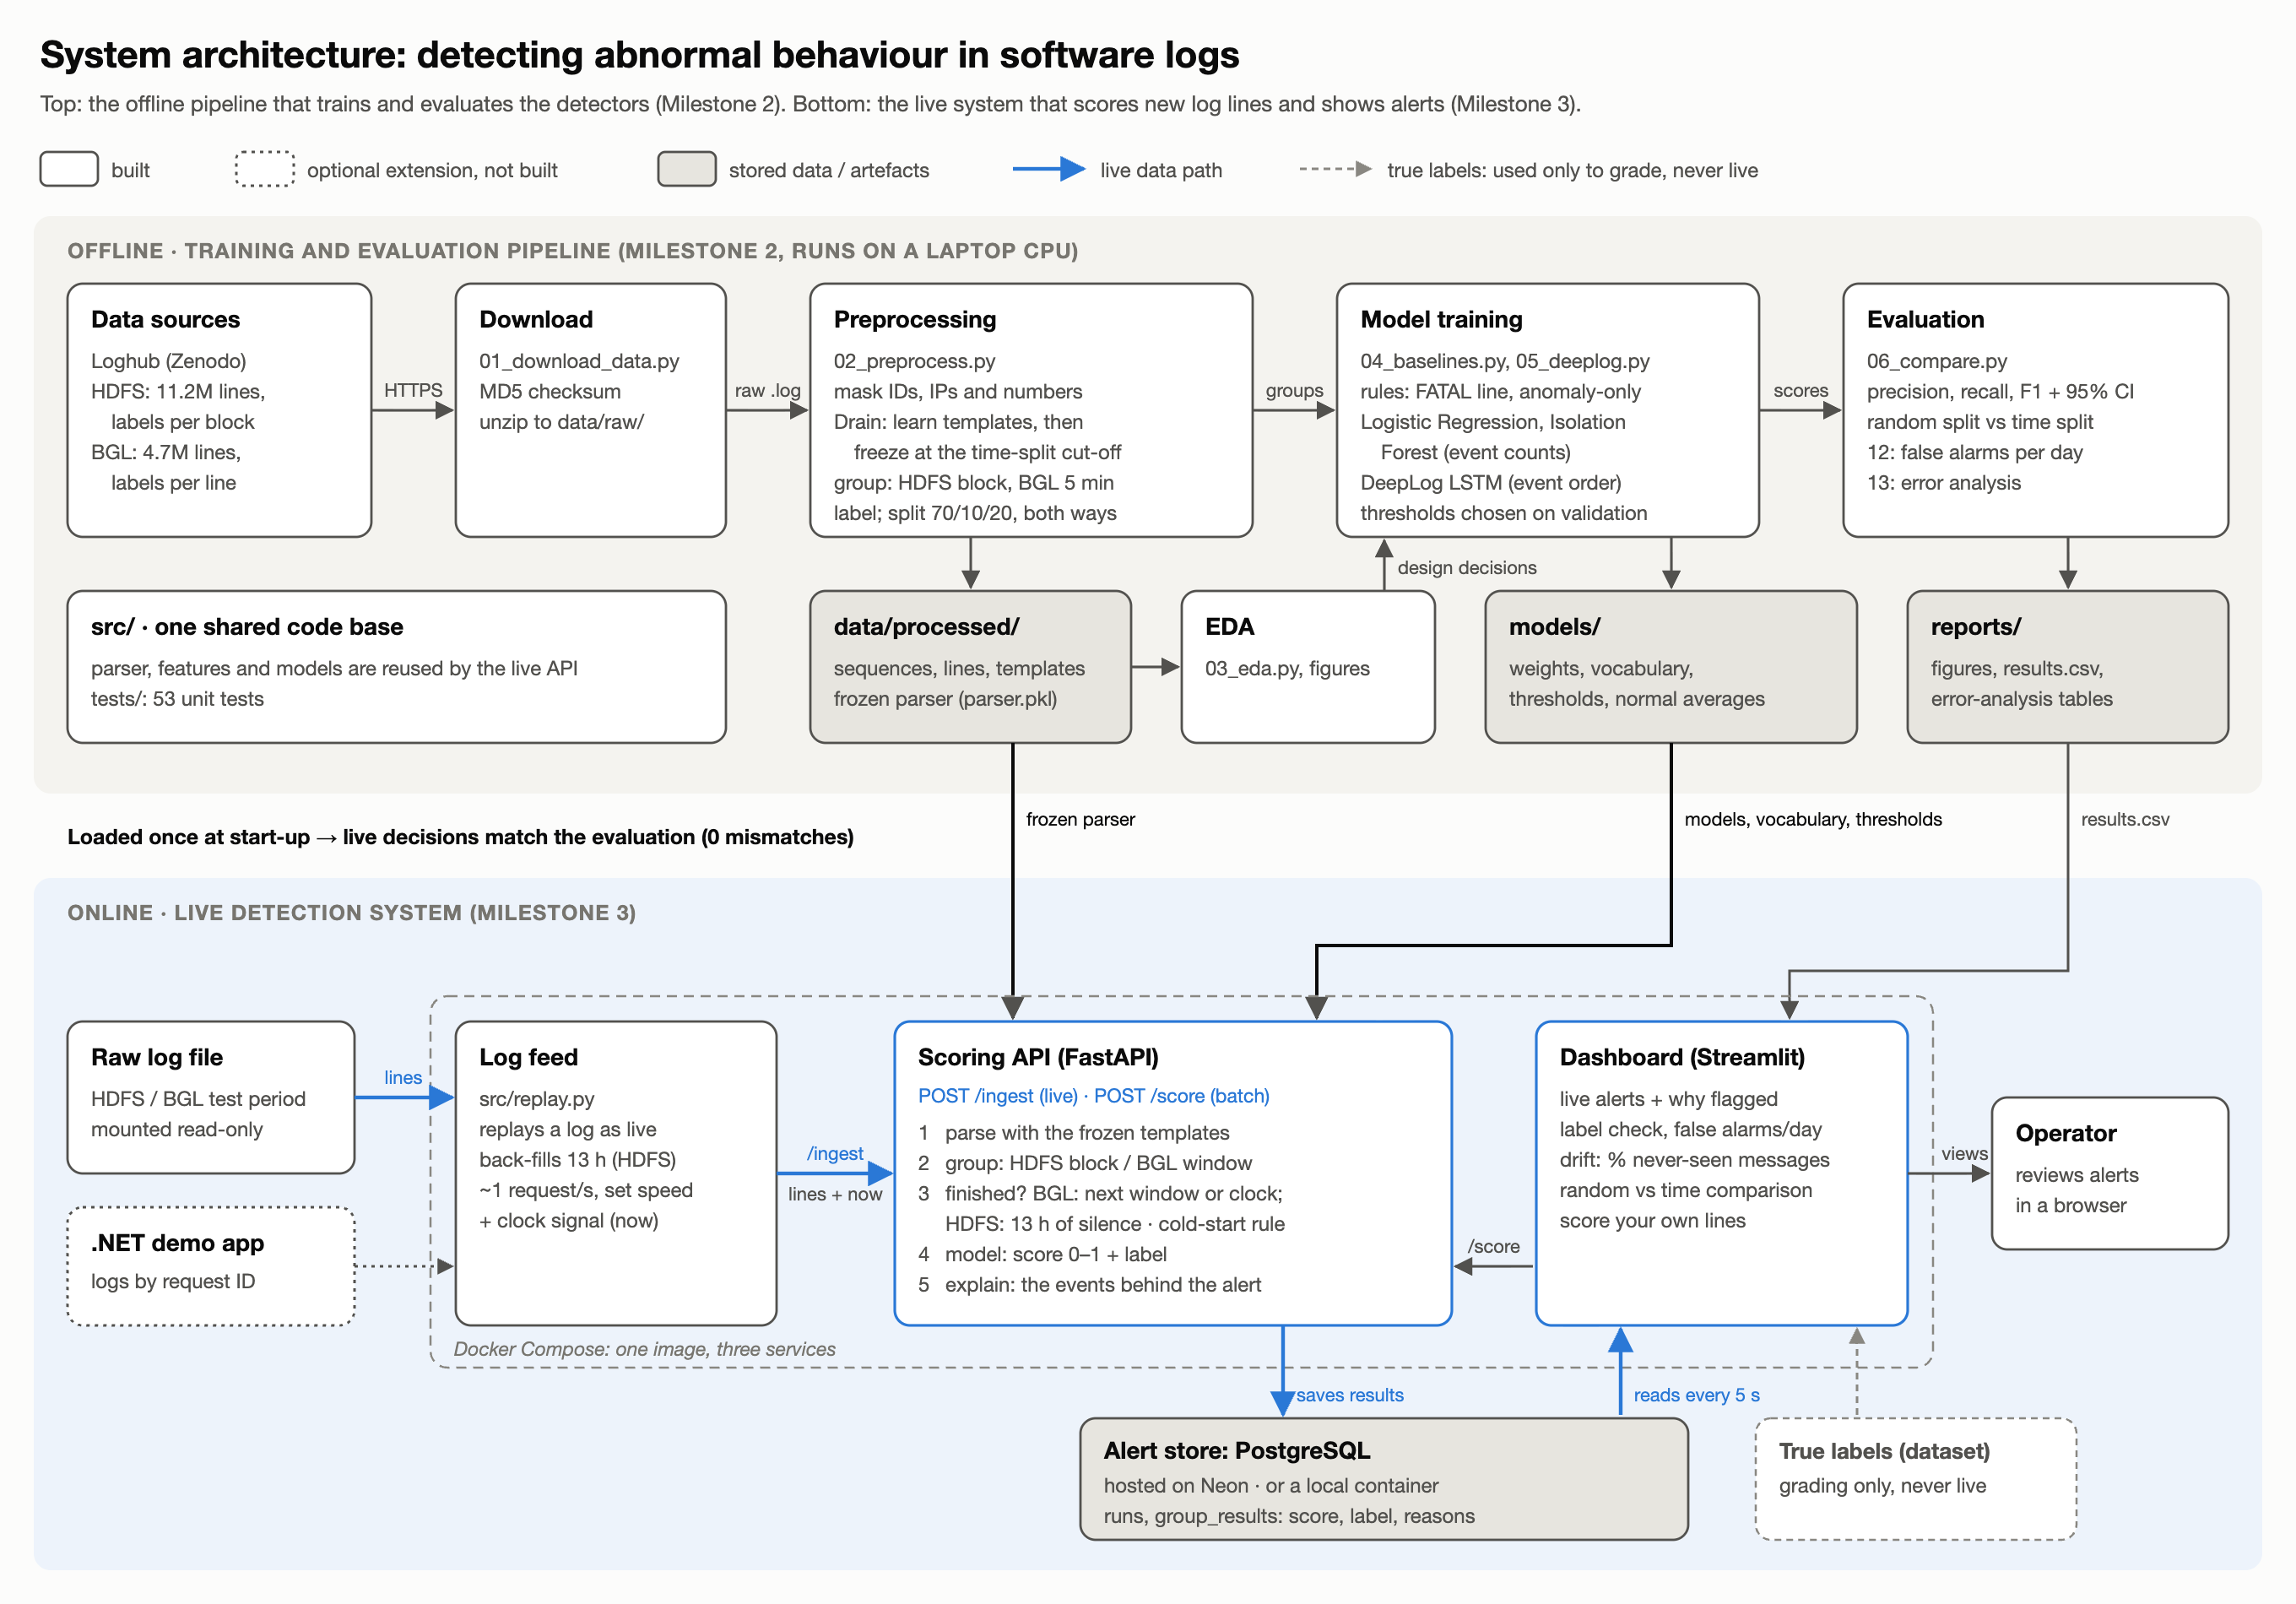 System architecture: detecting abnormal behaviour in software logs
Top: the offline pipeline that trains and evaluates the detectors (Milestone 2). Bottom: the live system that scores new log lines and shows alerts (Milestone 3).
built
optional extension, not built
stored data / artefacts
live data path
true labels: used only to grade, never live
OFFLINE · TRAINING AND EVALUATION PIPELINE (MILESTONE 2, RUNS ON A LAPTOP CPU)
Data sources
Loghub (Zenodo)
HDFS: 11.2M lines,
labels per block
BGL: 4.7M lines,
labels per line
HTTPS
Download
01_download_data.py
MD5 checksum
unzip to data/raw/
raw .log
Preprocessing
02_preprocess.py
mask IDs, IPs and numbers
Drain: learn templates, then
freeze at the time-split cut-off
group: HDFS block, BGL 5 min
label; split 70/10/20, both ways
groups
Model training
04_baselines.py, 05_deeplog.py
rules: FATAL line, anomaly-only
Logistic Regression, Isolation
Forest (event counts)
DeepLog LSTM (event order)
thresholds chosen on validation
scores
Evaluation
06_compare.py
precision, recall, F1 + 95% CI
random split vs time split
12: false alarms per day
13: error analysis
design decisions
src/ · one shared code base
parser, features and models are reused by the live API
tests/: 53 unit tests
data/processed/
sequences, lines, templates
frozen parser (parser.pkl)
EDA
03_eda.py, figures
models/
weights, vocabulary,
thresholds, normal averages
reports/
figures, results.csv,
error-analysis tables
Loaded once at start-up → live decisions match the evaluation (0 mismatches)
frozen parser
models, vocabulary, thresholds
results.csv
ONLINE · LIVE DETECTION SYSTEM (MILESTONE 3)
Raw log file
HDFS / BGL test period
mounted read-only
lines
.NET demo app
logs by request ID
Log feed
src/replay.py
replays a log as live
back-fills 13 h (HDFS)
~1 request/s, set speed
+ clock signal (now)
/ingest
lines + now
Scoring API (FastAPI)
POST /ingest (live) · POST /score (batch)
1 parse with the frozen templates
2 group: HDFS block / BGL window
3 finished? BGL: next window or clock;
HDFS: 13 h of silence · cold-start rule
4 model: score 0–1 + label
5 explain: the events behind the alert
/score
Dashboard (Streamlit)
live alerts + why flagged
label check, false alarms/day
drift: % never-seen messages
random vs time comparison
score your own lines
views
Operator
reviews alerts
in a browser
Docker Compose: one image, three services
saves results
reads every 5 s
Alert store: PostgreSQL
hosted on Neon · or a local container
runs, group_results: score, label, reasons
True labels (dataset)
grading only, never live